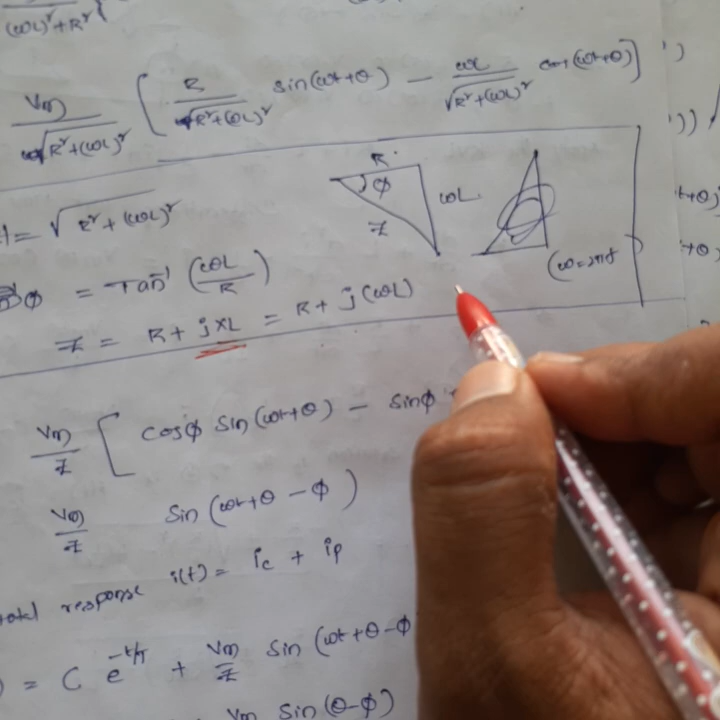 (ωL)²+R²
Vm / √R²+(ωL)² [ R / √R²+(ωL)² sin(ωt+θ) − ωL / √R²+(ωL)² cos(ωt+θ) ]
= √R²+(ωL)²
R
φ
ωL
Z
(ω=2πf
φ = Tan⁻¹ (ωL/R)
Z = R + jXL = R + j(ωL)
Vm/Z [ cosφ sin(ωt+θ) − sinφ
Vm/Z sin(ωt+θ−φ)
response i(t) = ic + ip
) = C e^-t/τ + Vm/Z sin(ωt+θ−φ
Vm sin(θ−φ)